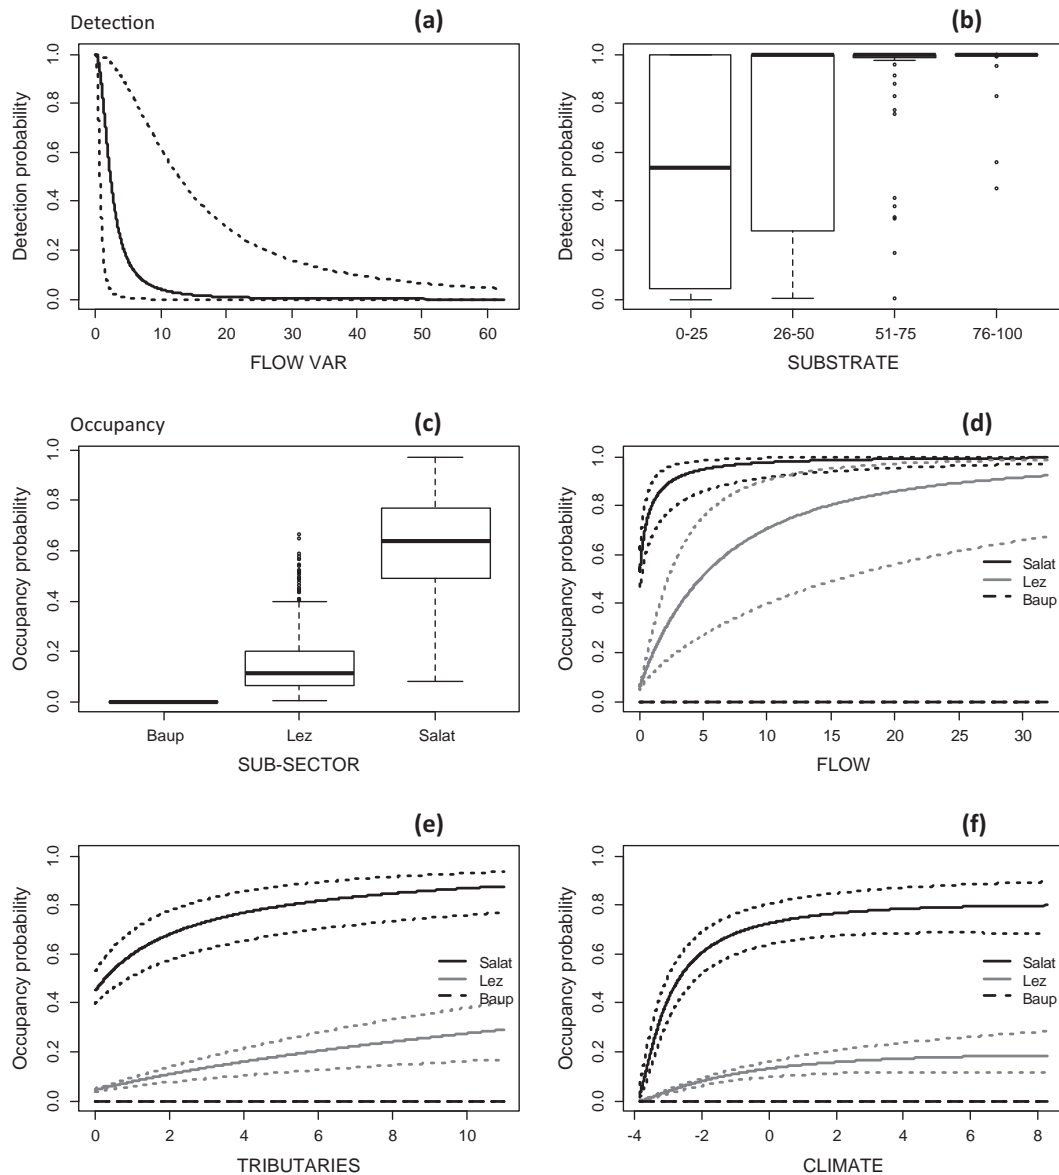 Detection
(a)
Detection probability
0.0 0.2 0.4 0.6 0.8 1.0
0 10 20 30 40 50 60
FLOW VAR
(b)
Detection probability
0.0 0.2 0.4 0.6 0.8 1.0
0-25 26-50 51-75 76-100
SUBSTRATE
Occupancy
(c)
Occupancy probability
0.0 0.2 0.4 0.6 0.8 1.0
Baup Lez Salat
SUB-SECTOR
(d)
Occupancy probability
0.0 0.2 0.4 0.6 0.8 1.0
Salat
Lez
Baup
0 5 10 15 20 25 30
FLOW
(e)
Occupancy probability
0.0 0.2 0.4 0.6 0.8 1.0
Salat
Lez
Baup
0 2 4 6 8 10
TRIBUTARIES
(f)
Occupancy probability
0.0 0.2 0.4 0.6 0.8 1.0
Salat
Lez
Baup
-4 -2 0 2 4 6 8
CLIMATE